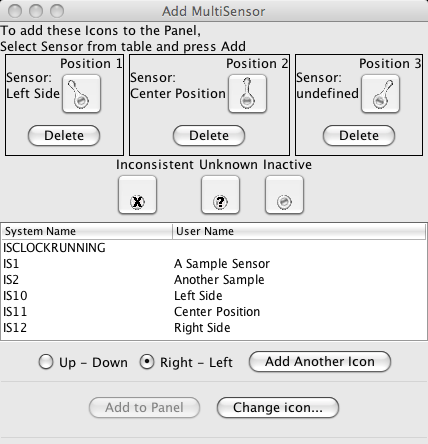 Add MultiSensor
To add these Icons to the Panel,
Select Sensor from table and press Add
Position 1 Position 2 Position 3
Sensor: Sensor: Sensor:
Left Side Center Position undefined
Delete Delete Delete
Inconsistent Unknown Inactive
X ?
System Name User Name
ISCLOCKRUNNING
IS1 A Sample Sensor
IS2 Another Sample
IS10 Left Side
IS11 Center Position
IS12 Right Side
Up - Down Right - Left Add Another Icon
Add to Panel Change icon...